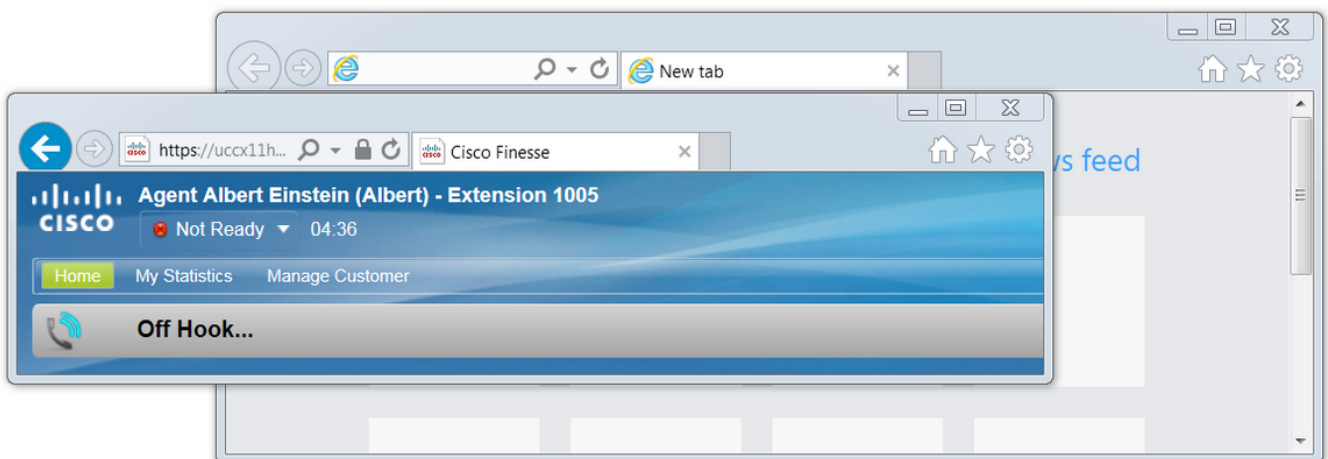 New tab
https://uccx11h...
Cisco Finesse
feed
CISCO
Agent Albert Einstein (Albert) - Extension 1005
Not Ready 04:36
Home My Statistics Manage Customer
Off Hook...